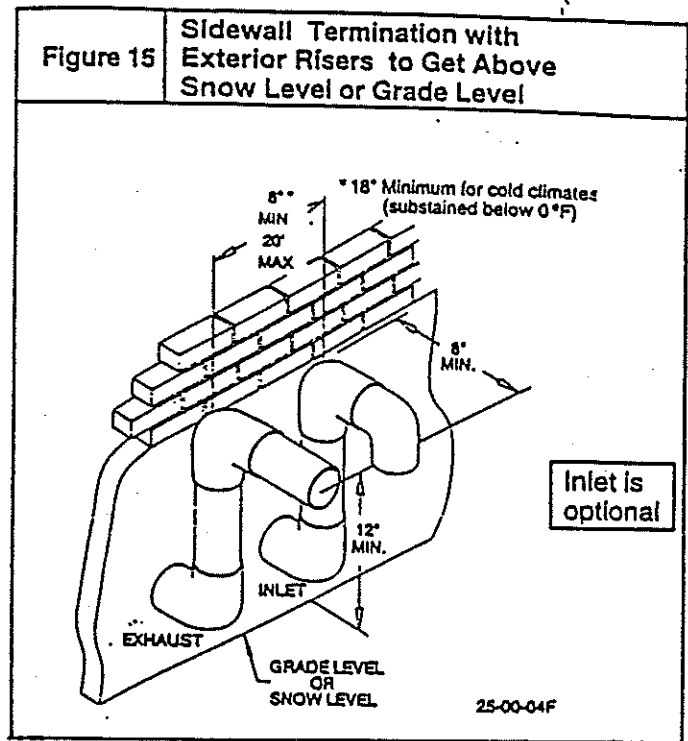 Figure 15
Sidewall Termination with
Exterior Risers to Get Above
Snow Level or Grade Level
8"*
MIN
20"
MAX
* 18" Minimum for cold climates
(substained below 0°F)
8"
MIN.
Inlet is
optional
12"
MIN.
INLET
EXHAUST
GRADE LEVEL
OR
SNOW LEVEL
25-00-04F